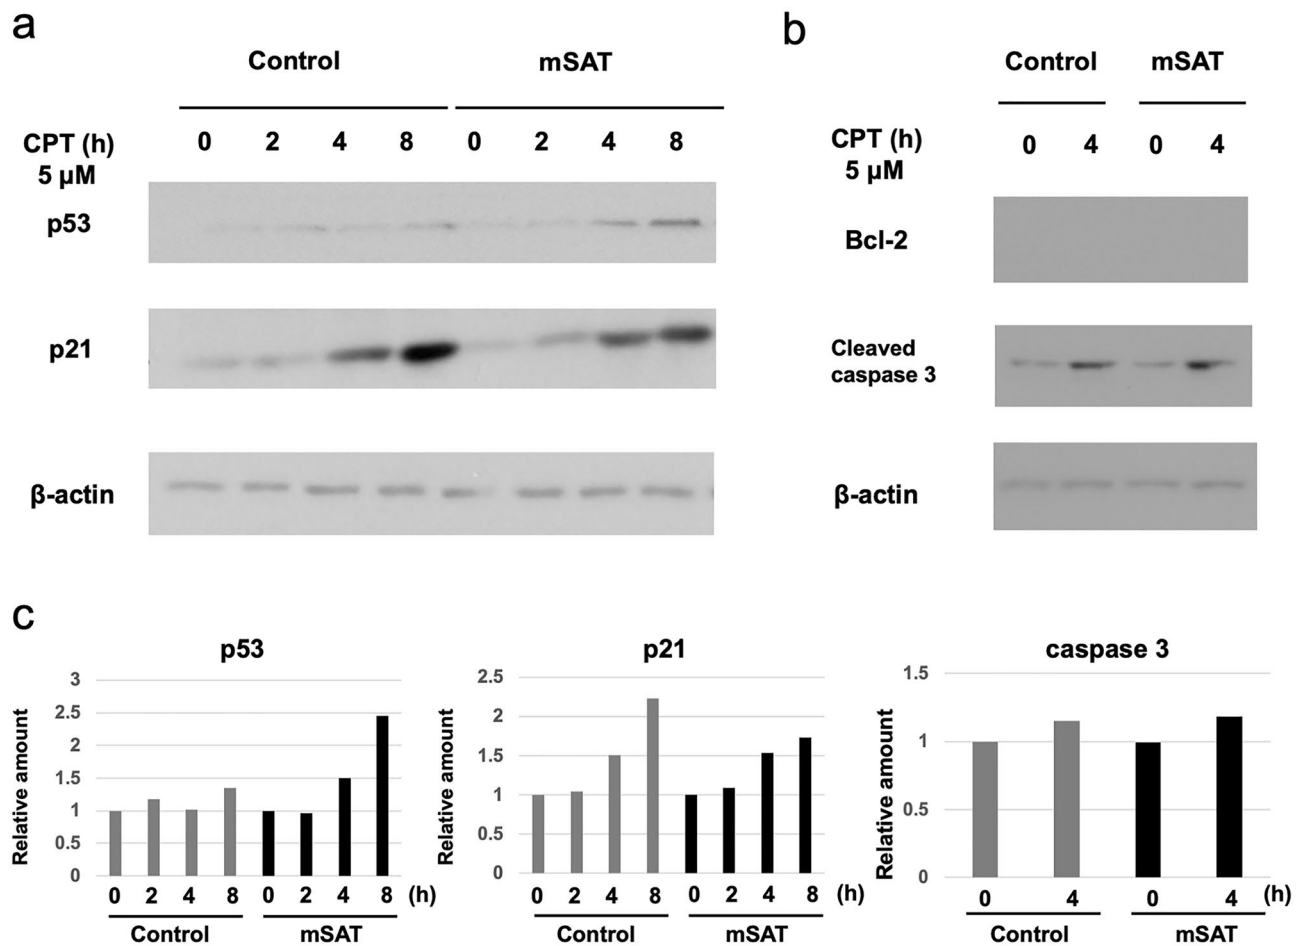 a
Control
mSAT
CPT (h)
5 μM
0 2 4 8 0 2 4 8
p53
p21
β-actin
b
Control
mSAT
CPT (h)
5 μM
0 4 0 4
Bcl-2
Cleaved
caspase 3
β-actin
c
p53
Relative amount
3
2.5
2
1.5
1
0.5
0
0 2 4 8 0 2 4 8 (h)
Control
mSAT
p21
Relative amount
2.5
2
1.5
1
0.5
0
0 2 4 8 0 2 4 8 (h)
Control
mSAT
caspase 3
Relative amount
1.5
1
0.5
0
0 4 0 4 (h)
Control
mSAT